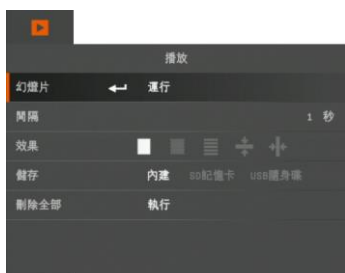 播放
幻燈片 運行
間隔 1 秒
效果
儲存 內建 SD記憶卡 USB隨身碟
刪除全部 執行